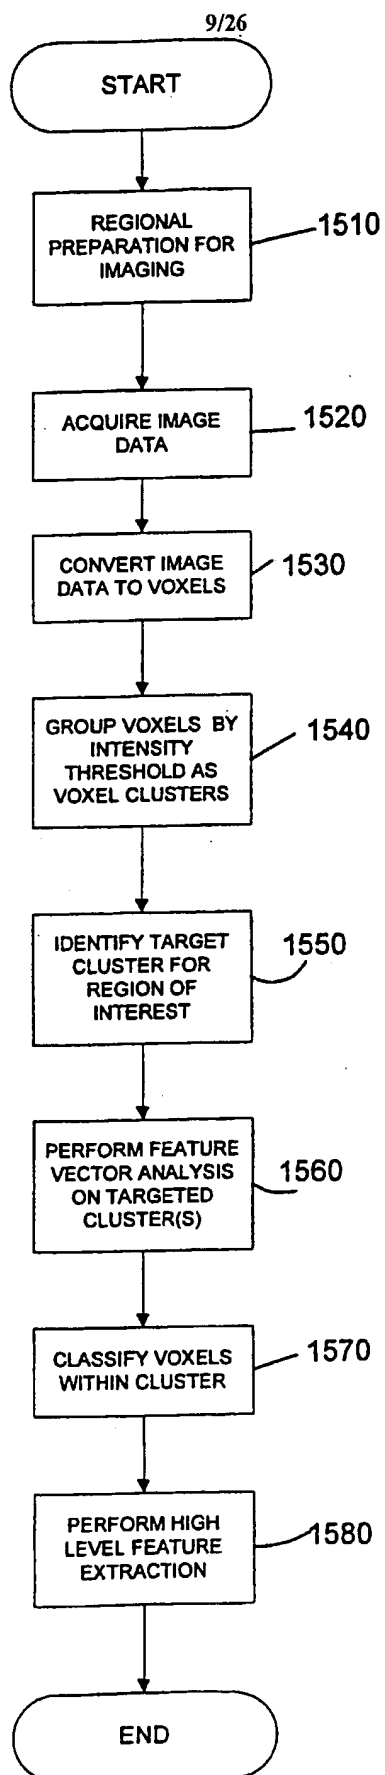 9/26
START
REGIONAL
PREPARATION FOR
IMAGING
1510
ACQUIRE IMAGE
DATA
1520
CONVERT IMAGE
DATA TO VOXELS
1530
GROUP VOXELS BY
INTENSITY
THRESHOLD AS
VOXEL CLUSTERS
1540
IDENTIFY TARGET
CLUSTER FOR
REGION OF
INTEREST
1550
PERFORM FEATURE
VECTOR ANALYSIS
ON TARGETED
CLUSTER(S)
1560
CLASSIFY VOXELS
WITHIN CLUSTER
1570
PERFORM HIGH
LEVEL FEATURE
EXTRACTION
1580
END